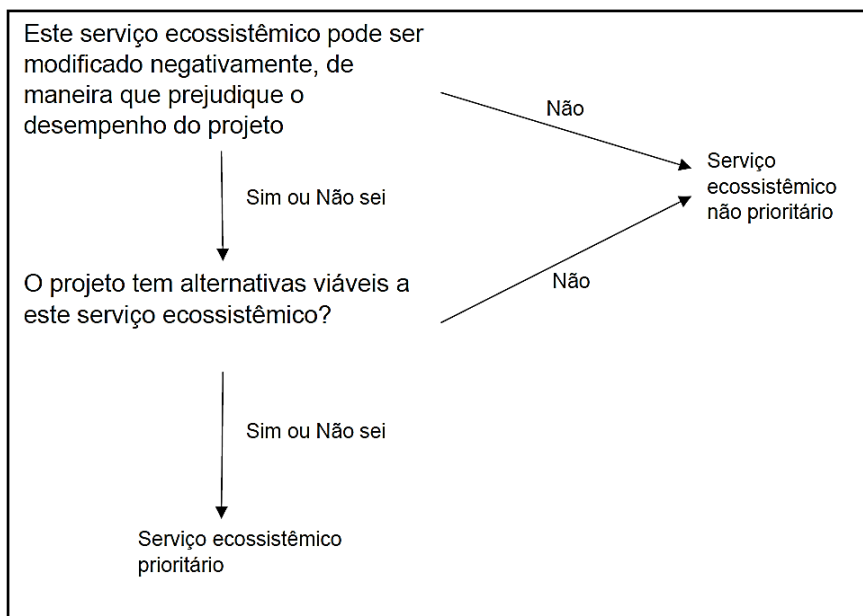 Este serviço ecossistêmico pode ser
modificado negativamente, de
maneira que prejudique o
desempenho do projeto
Não
Serviço
ecossistêmico
não prioritário
Sim ou Não sei
O projeto tem alternativas viáveis a
este serviço ecossistêmico?
Não
Sim ou Não sei
Serviço ecossistêmico
prioritário